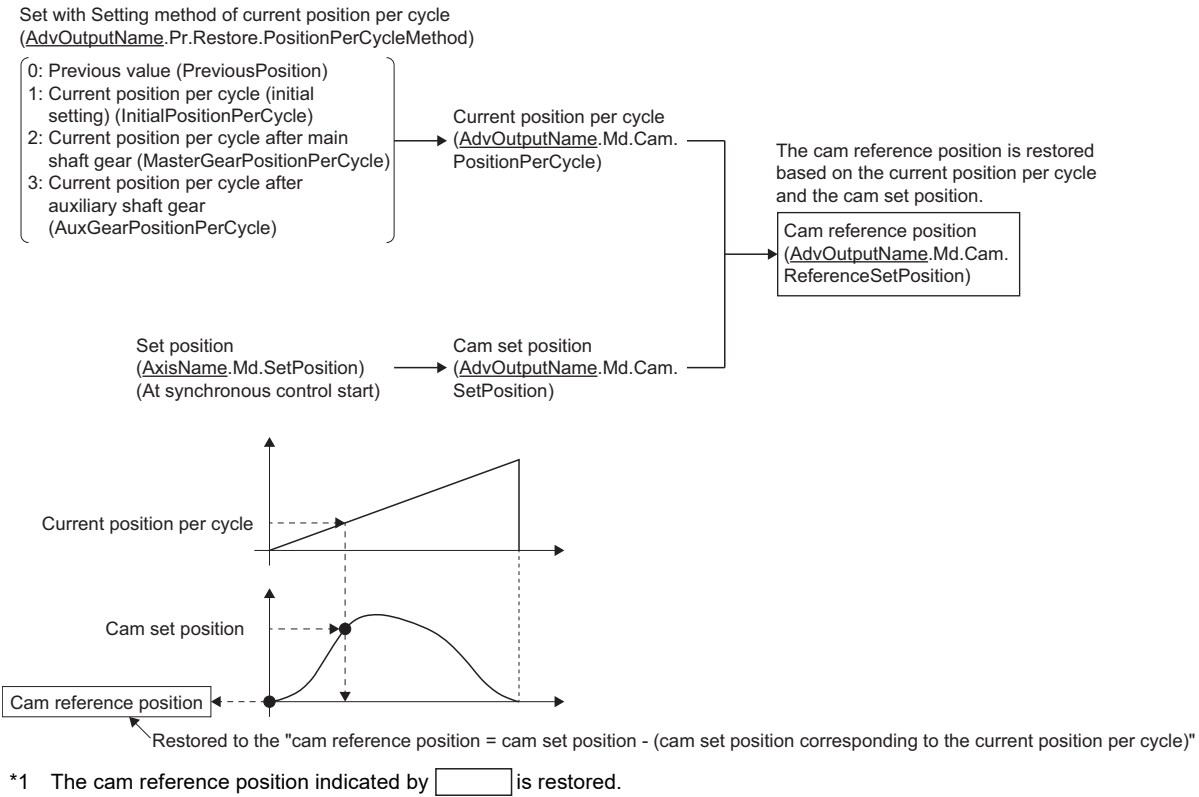 Set with Setting method of current position per cycle
(AdvOutputName.Pr.Restore.PositionPerCycleMethod)
0: Previous value (PreviousPosition)
1: Current position per cycle (initial
setting) (InitialPositionPerCycle)
2: Current position per cycle after main
shaft gear (MasterGearPositionPerCycle)
3: Current position per cycle after
auxiliary shaft gear
(AuxGearPositionPerCycle)
Current position per cycle
(AdvOutputName.Md.Cam.
PositionPerCycle)
The cam reference position is restored
based on the current position per cycle
and the cam set position.
Cam reference position
(AdvOutputName.Md.Cam.
ReferenceSetPosition)
Set position
(AxisName.Md.SetPosition)
(At synchronous control start)
Cam set position
(AdvOutputName.Md.Cam.
SetPosition)
Current position per cycle
Cam set position
Cam reference position
Restored to the "cam reference position = cam set position - (cam set position corresponding to the current position per cycle)"
*1 The cam reference position indicated by is restored.